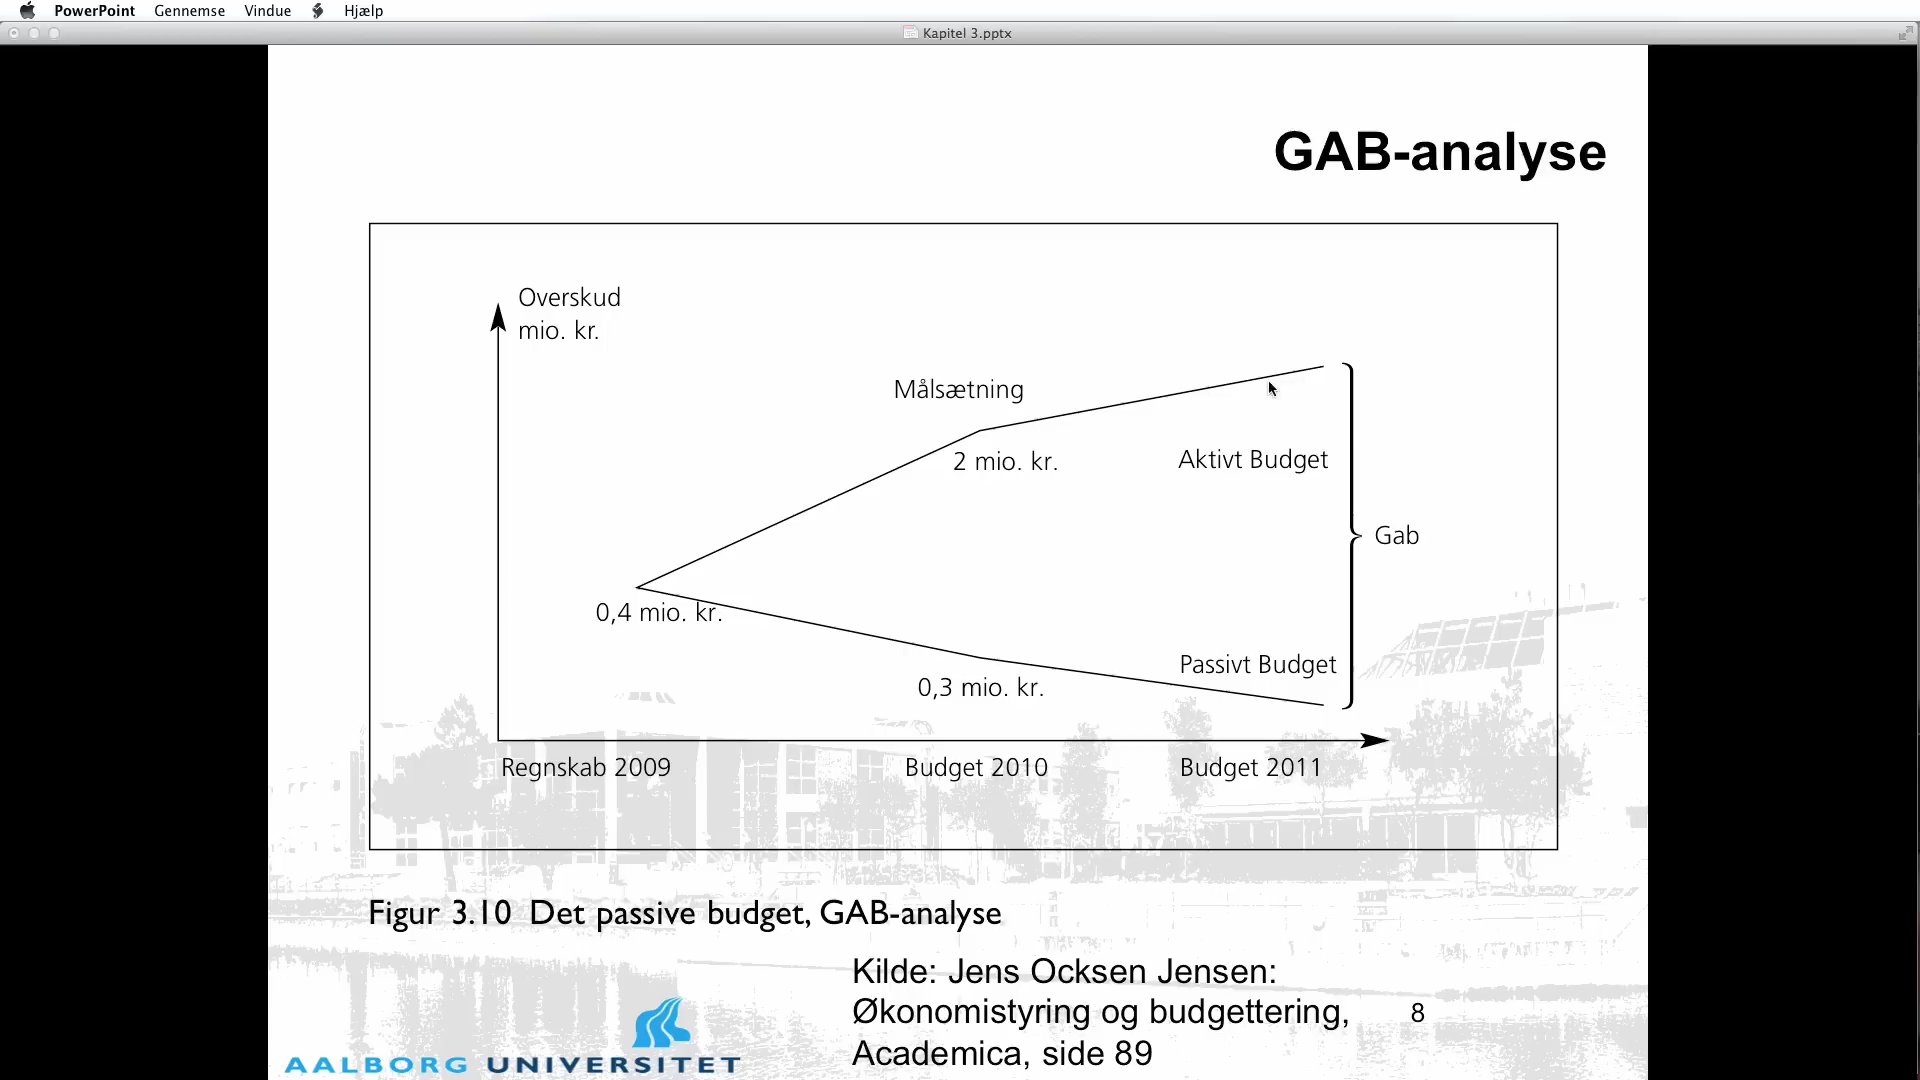 PowerPoint Gennemse Vindue Hjælp
Kapitel 3.pptx
GAB-analyse
Overskud
mio. kr.
Målsætning
2 mio. kr.
Aktivt Budget
Gab
0,4 mio. kr.
Passivt Budget
0,3 mio. kr.
Regnskab 2009 Budget 2010 Budget 2011
Figur 3.10 Det passive budget, GAB-analyse
Kilde: Jens Ocksen Jensen:
Økonomistyring og budgettering,
Academica, side 89
8
AALBORG UNIVERSITET